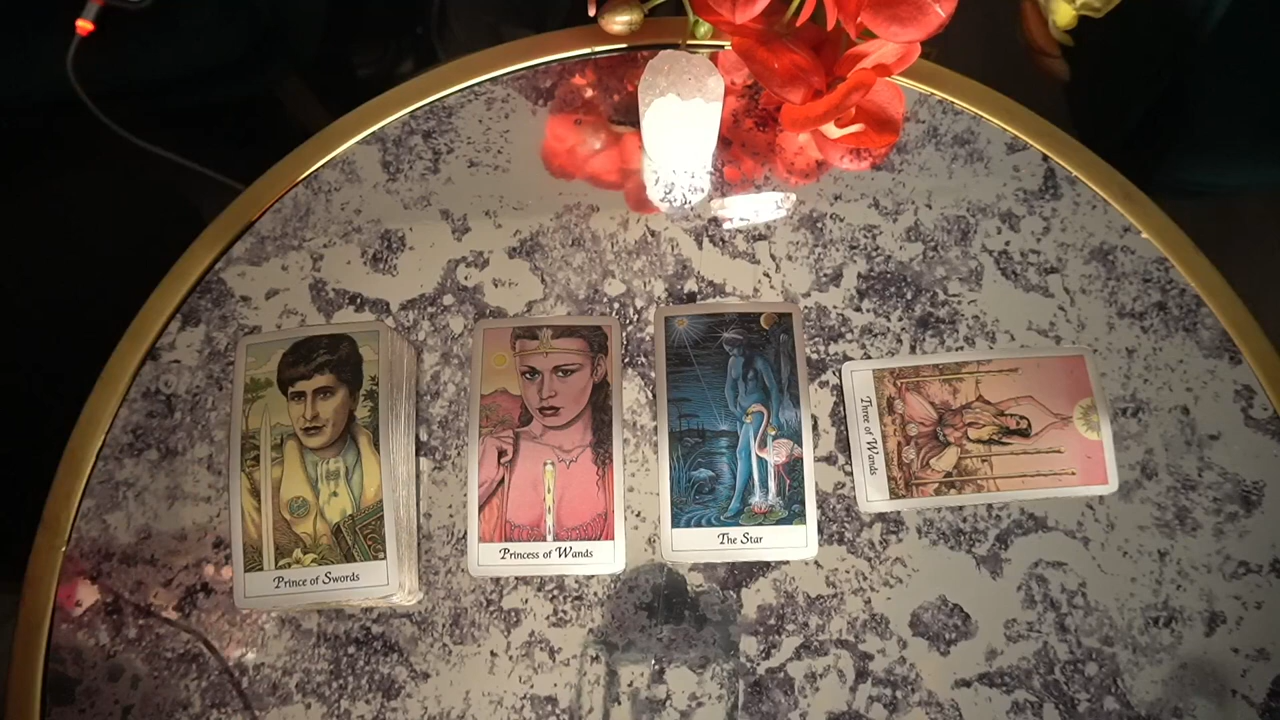 Prince of Swords
Princess of Wands
The Star
Three of Wands